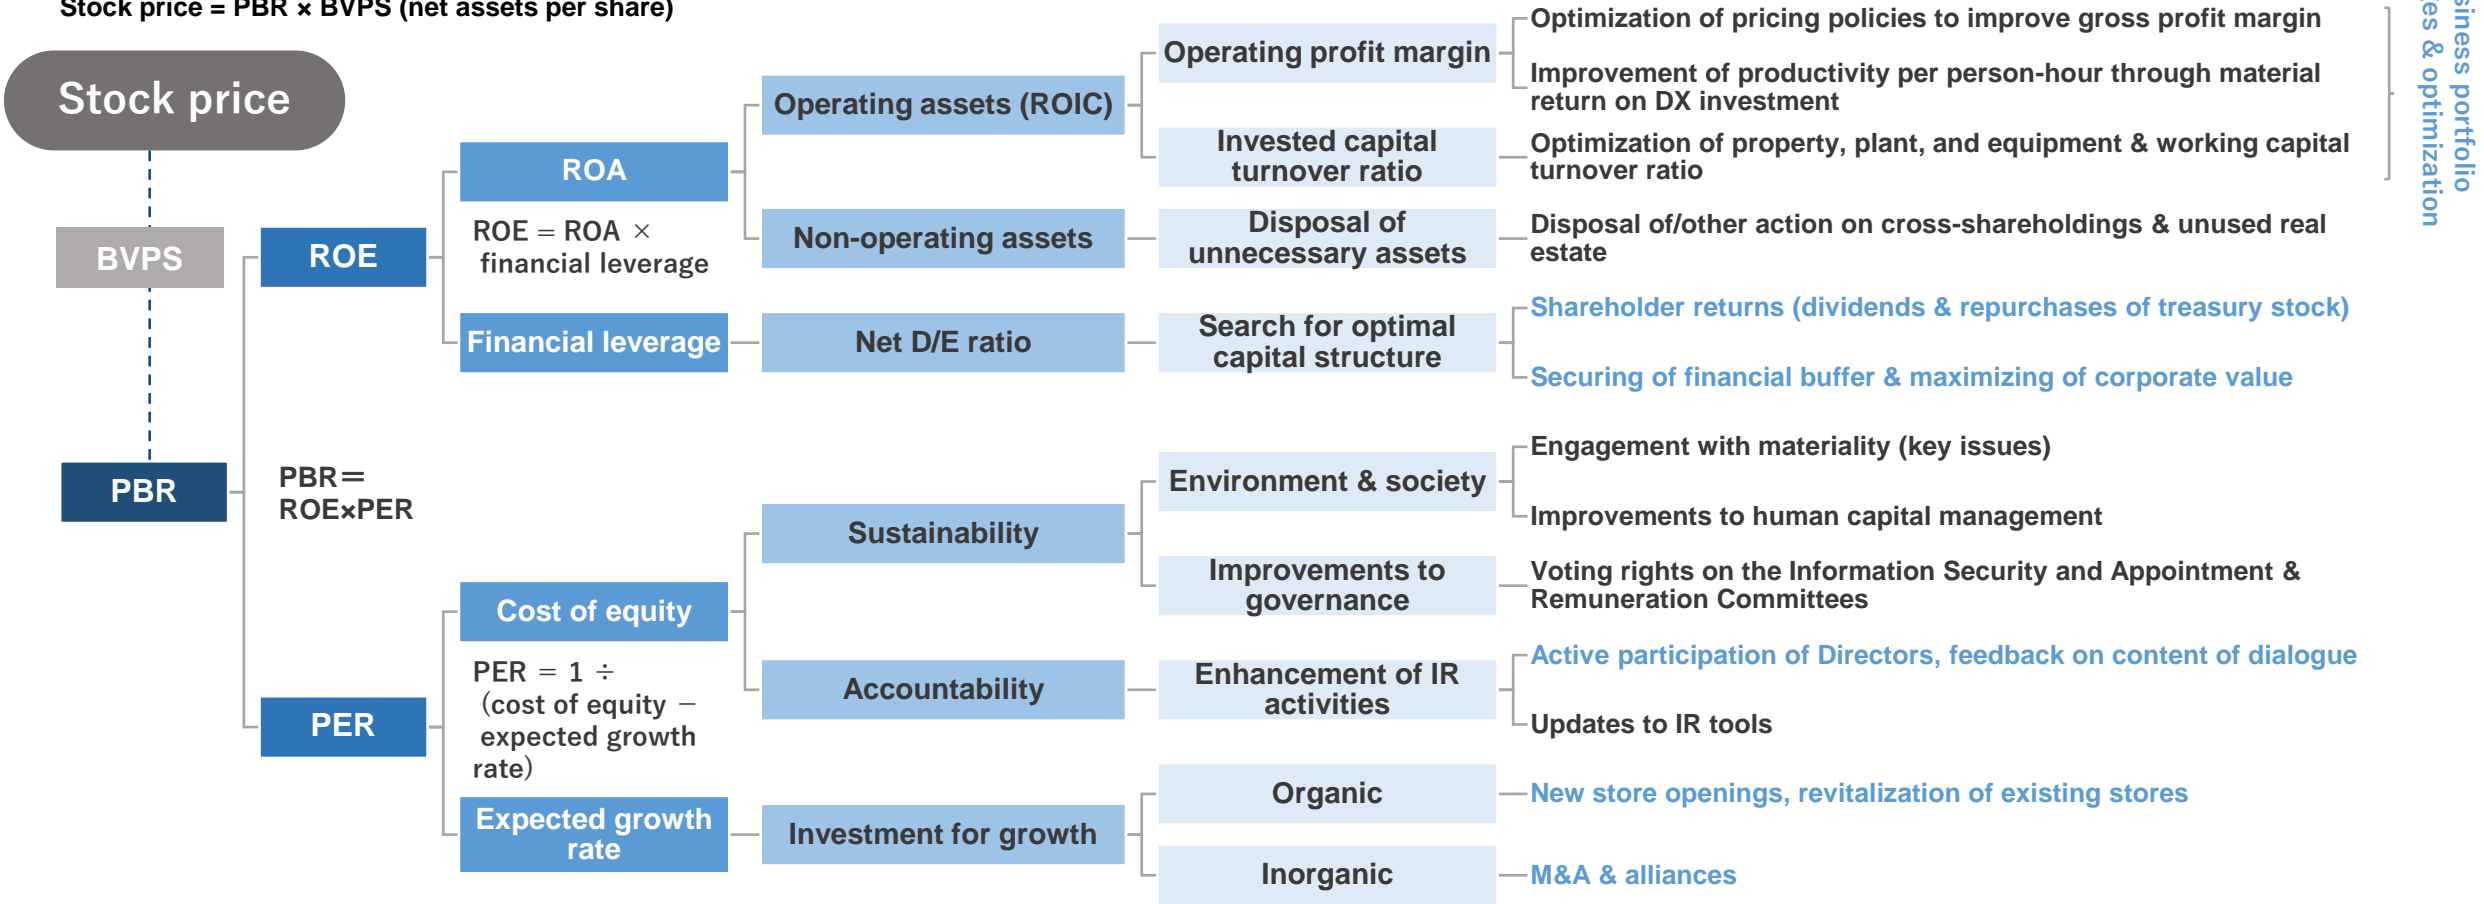 Stock price = PBR × BVPS (net assets per share)
Stock price
BVPS
PBR
PBR＝
ROE×PER
ROE
PER
ROA
ROE = ROA ×
financial leverage
Financial leverage
Cost of equity
PER = 1 ÷
(cost of equity −
expected growth
rate)
Expected growth
rate
Operating assets (ROIC)
Non-operating assets
Net D/E ratio
Sustainability
Accountability
Investment for growth
Operating profit margin
Invested capital
turnover ratio
Disposal of
unnecessary assets
Search for optimal
capital structure
Environment & society
Improvements to
governance
Enhancement of IR
activities
Organic
Inorganic
Optimization of pricing policies to improve gross profit margin
Improvement of productivity per person-hour through material
return on DX investment
Optimization of property, plant, and equipment & working capital
turnover ratio
Disposal of/other action on cross-shareholdings & unused real
estate
Shareholder returns (dividends & repurchases of treasury stock)
Securing of financial buffer & maximizing of corporate value
Engagement with materiality (key issues)
Improvements to human capital management
Voting rights on the Information Security and Appointment &
Remuneration Committees
Active participation of Directors, feedback on content of dialogue
Updates to IR tools
New store openings, revitalization of existing stores
M&A & alliances
portfolio
& optimization